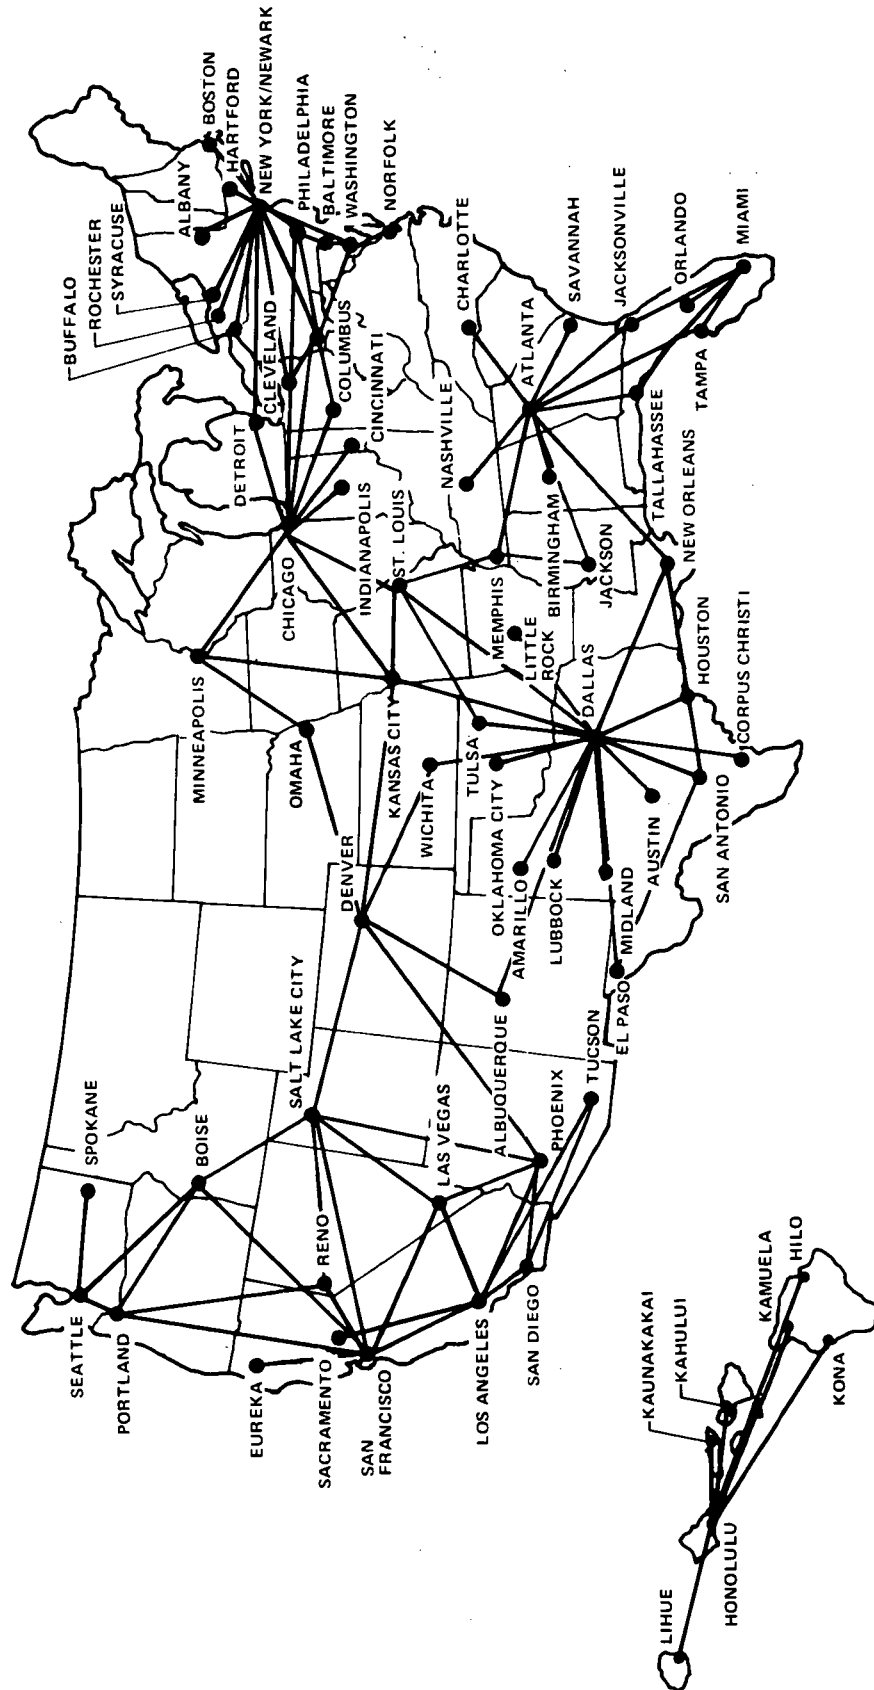 SEATTLE
PORTLAND
SPOKANE
BOISE
EUREKA
SACRAMENTO
SAN
FRANCISCO
RENO
SALT LAKE CITY
LAS VEGAS
LOS ANGELES
SAN DIEGO
PHOENIX
TUCSON
ALBUQUERQUE
DENVER
EL PASO
MINNEAPOLIS
OMAHA
KANSAS CITY
WICHITA
TULSA
OKLAHOMA CITY
AMARILLO
LUBBOCK
MIDLAND
AUSTIN
SAN ANTONIO
DALLAS
HOUSTON
CORPUS CHRISTI
LITTLE
ROCK
MEMPHIS
CHICAGO
ST. LOUIS
INDIANAPOLIS
DETROIT
CLEVELAND
COLUMBUS
CINCINNATI
NASHVILLE
BIRMINGHAM
JACKSON
NEW ORLEANS
TALLAHASSEE
ATLANTA
CHARLOTTE
SAVANNAH
JACKSONVILLE
ORLANDO
TAMPA
MIAMI
BUFFALO
ROCHESTER
SYRACUSE
ALBANY
BOSTON
HARTFORD
NEW YORK/NEWARK
PHILADELPHIA
BALTIMORE
WASHINGTON
NORFOLK
LIHUE
HONOLULU
KAUNAKAKAI
KAHULUI
KAMUELA
HILO
KONA